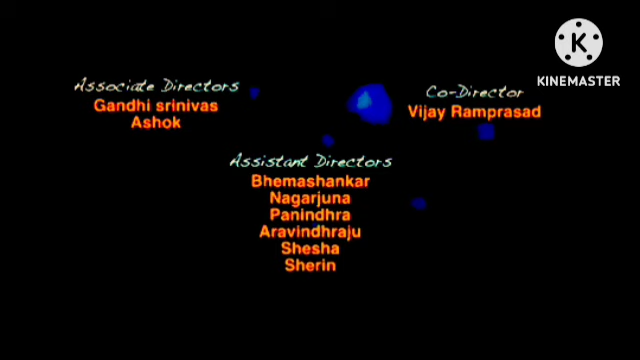 Associate Directors
Gandhi srinivas
Ashok
Co-Director
Vijay Ramprasad
Assistant Directors
Bhemashankar
Nagarjuna
Panindhra
Aravindhraju
Shesha
Sherin
K
KINEMASTER